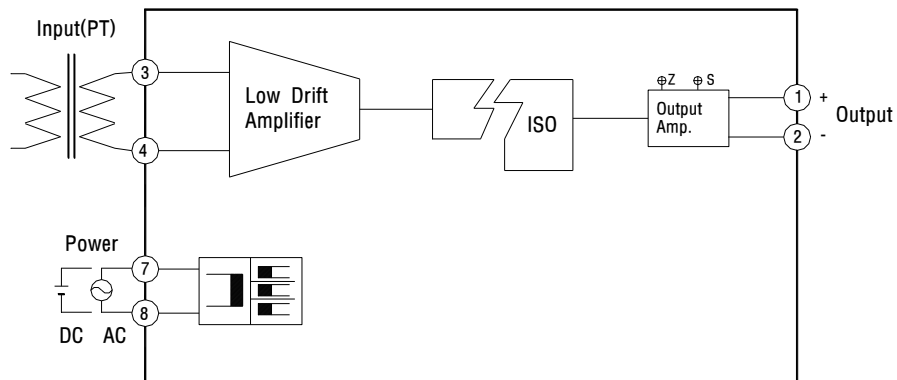 Input(PT)
3
4
Low Drift
Amplifier
ISO
Z
S
Output
Amp.
1
+
2
-
Output
Power
7
8
DC
AC